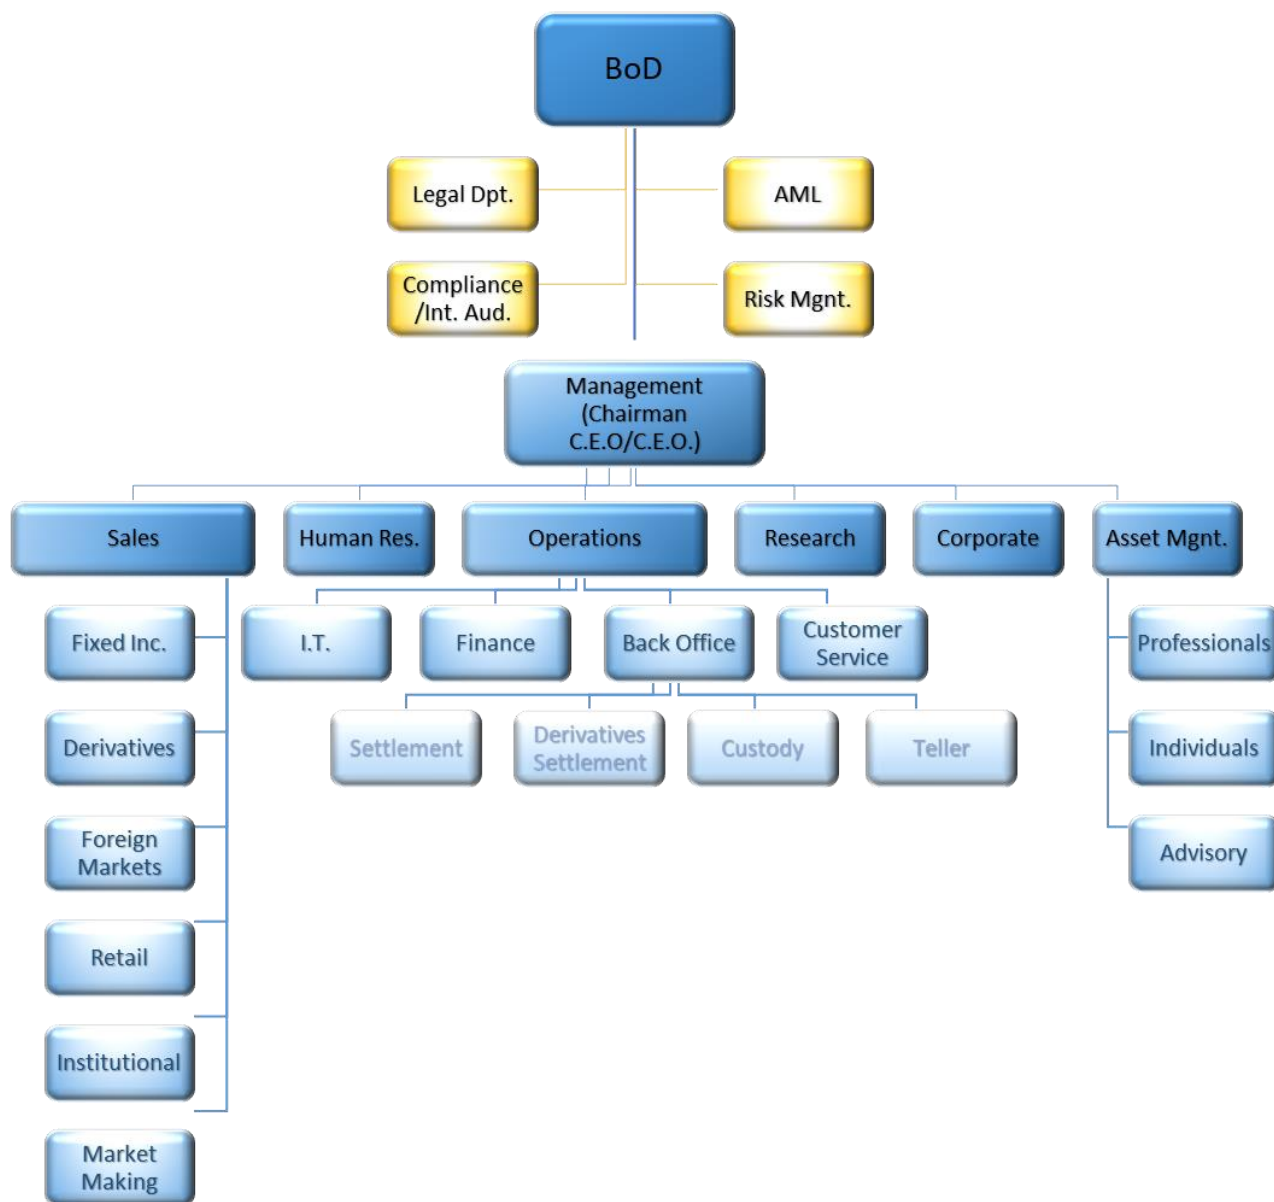 BoD
Legal Dpt.
AML
Compliance
/Int. Aud.
Risk Mgnt.
Management
(Chairman
C.E.O/C.E.O.)
Sales
Human Res.
Operations
Research
Corporate
Asset Mgnt.
Fixed Inc.
I.T.
Finance
Back Office
Customer
Service
Professionals
Derivatives
Settlement
Derivatives
Settlement
Custody
Teller
Individuals
Foreign
Markets
Advisory
Retail
Institutional
Market
Making